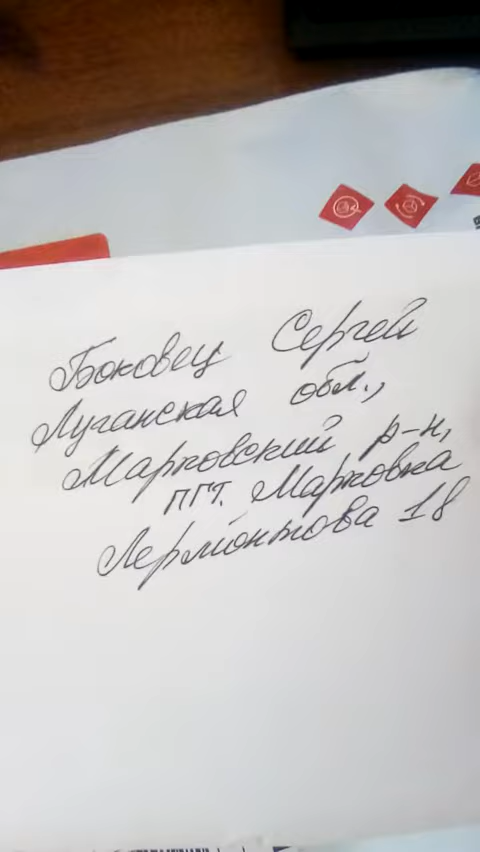 Боковец Сергей
Луганская обл.,
Марковский р-н,
пгт. Марковка
Лермонтова 18